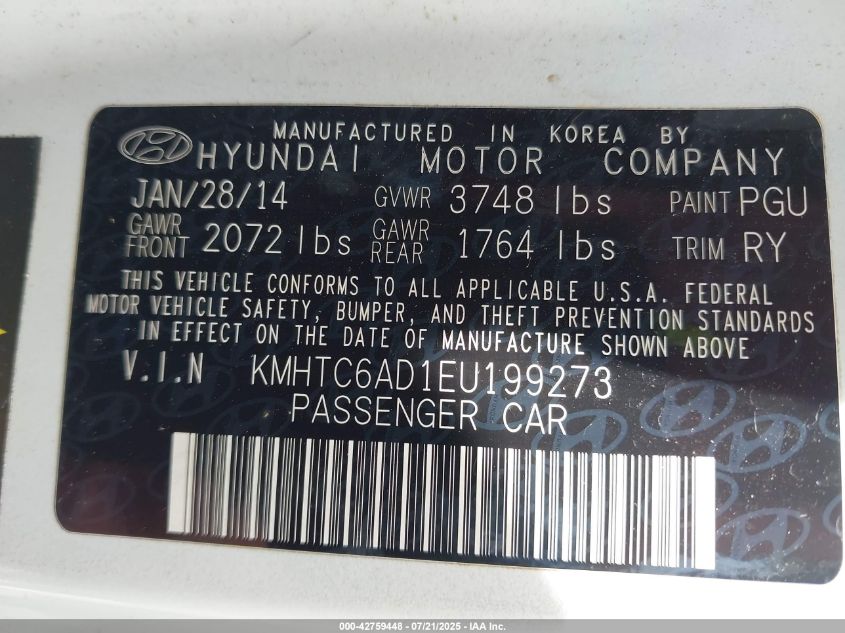 MANUFACTURED IN KOREA BY
HYUNDAI MOTOR COMPANY
JAN/28/14 GVWR 3748 lbs PAINT PGU
GAWR FRONT 2072 lbs GAWR REAR 1764 lbs TRIM RY
THIS VEHICLE CONFORMS TO ALL APPLICABLE U.S.A. FEDERAL
MOTOR VEHICLE SAFETY, BUMPER, AND THEFT PREVENTION STANDARDS
IN EFFECT ON THE DATE OF MANUFACTURE SHOWN ABOVE
V.I.N KMHTC6AD1EU199273
PASSENGER CAR
000-42759448 - 07/21/2025 - IAA Inc.